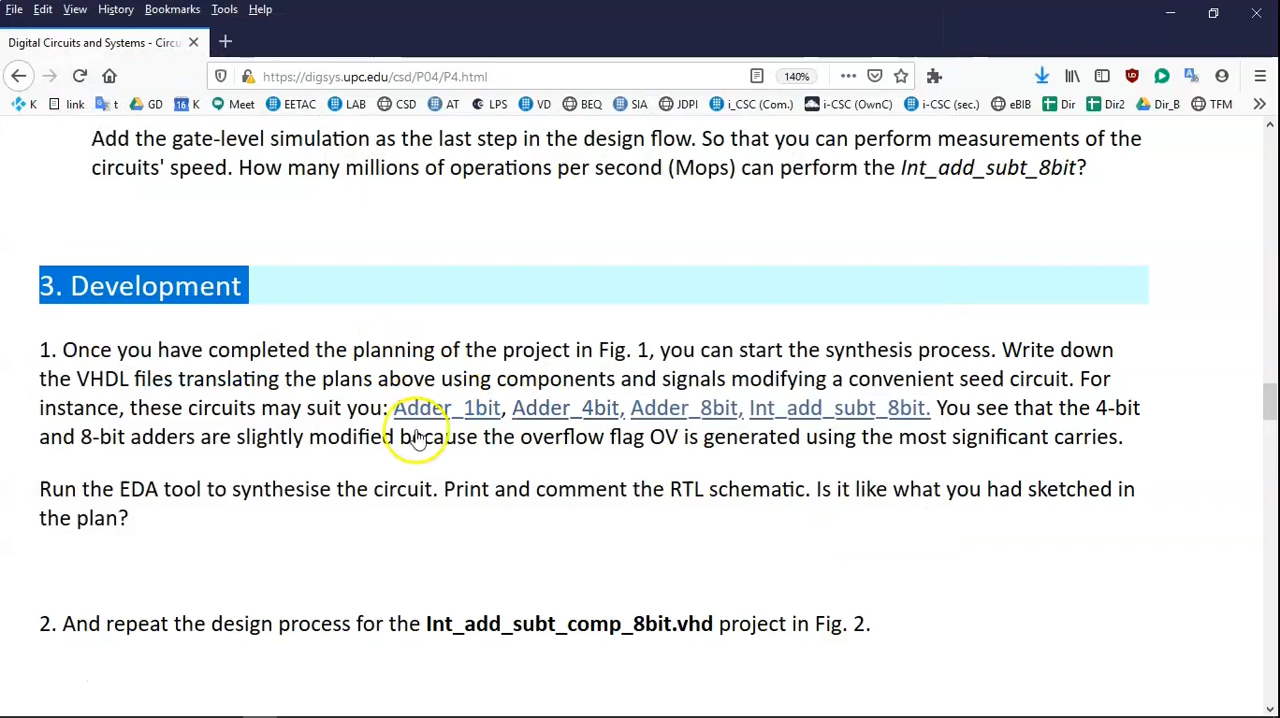 File Edit View History Bookmarks Tools Help
Digital Circuits and Systems - Circu
https://digsys.upc.edu/csd/P04/P4.html 140%
K link t GD K Meet EETAC LAB CSD AT LPS VD BEQ SIA JDPI i_CSC (Com.) i-CSC (OwnC) i-CSC (sec.) eBIB Dir Dir2 Dir_B TFM
Add the gate-level simulation as the last step in the design flow. So that you can perform measurements of the
circuits' speed. How many millions of operations per second (Mops) can perform the Int_add_subt_8bit?
3. Development
1. Once you have completed the planning of the project in Fig. 1, you can start the synthesis process. Write down
the VHDL files translating the plans above using components and signals modifying a convenient seed circuit. For
instance, these circuits may suit you: Adder_1bit, Adder_4bit, Adder_8bit, Int_add_subt_8bit. You see that the 4-bit
and 8-bit adders are slightly modified because the overflow flag OV is generated using the most significant carries.
Run the EDA tool to synthesise the circuit. Print and comment the RTL schematic. Is it like what you had sketched in
the plan?
2. And repeat the design process for the Int_add_subt_comp_8bit.vhd project in Fig. 2.